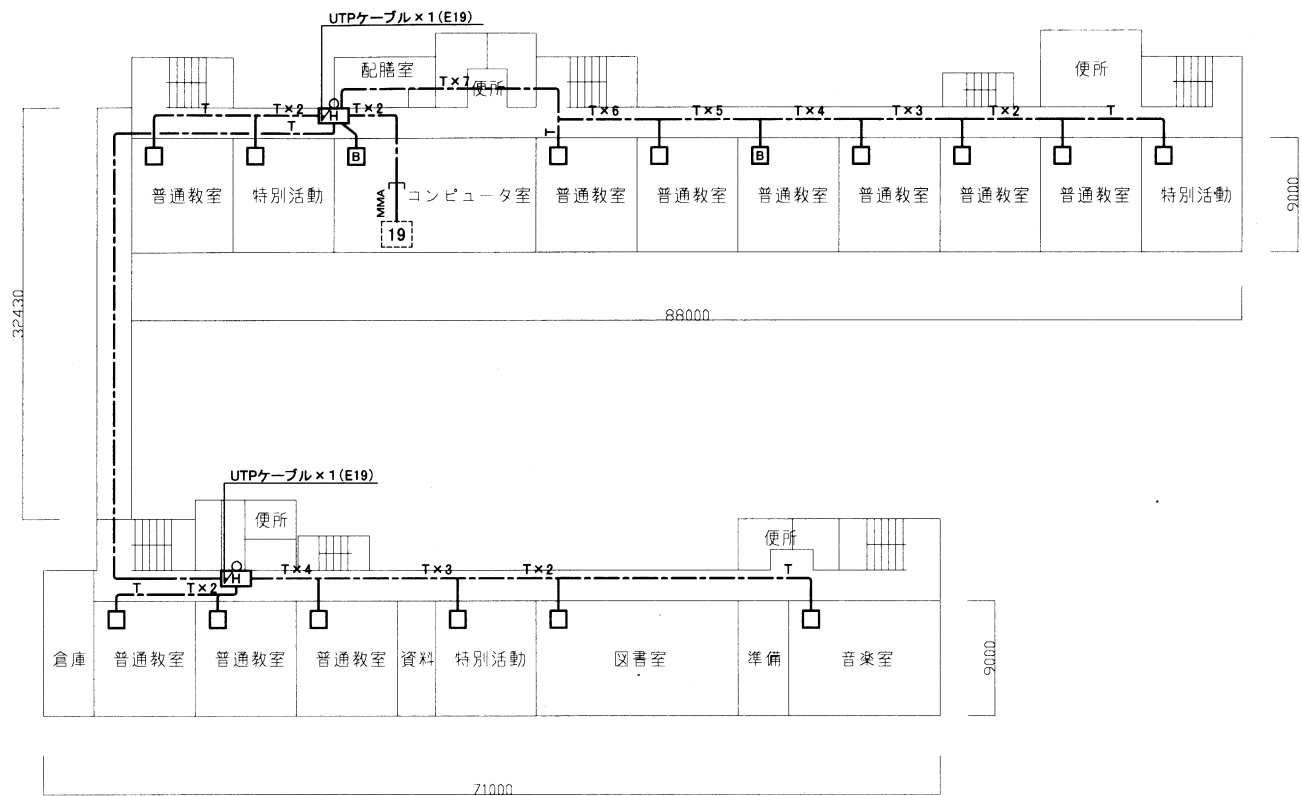 UTPケーブル×1(E19)
配膳室
便所
便所
T×7
T
T×2
H
T×2
T
T×6
T×5
T×4
T×3
T×2
T
T
B
B
普通教室
特別活動
MMA
コンピュータ室
普通教室
普通教室
普通教室
普通教室
普通教室
普通教室
特別活動
19
9000
32430
88000
UTPケーブル×1(E19)
便所
便所
H
T×4
T×3
T×2
T
T
T×2
倉庫
普通教室
普通教室
普通教室
資料
特別活動
図書室
準備
音楽室
9000
71000